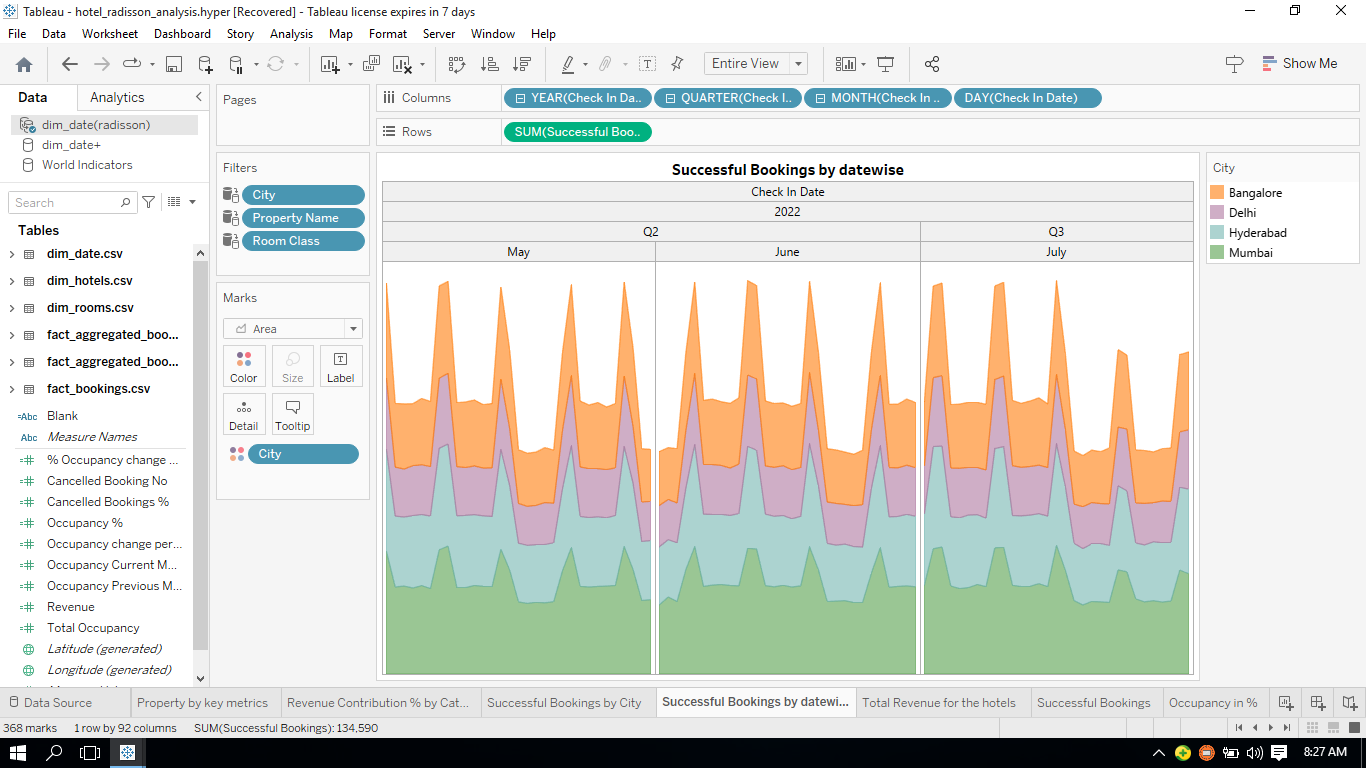 Tableau - hotel_radisson_analysis.hyper [Recovered] - Tableau license expires in 7 days
File Data Worksheet Dashboard Story Analysis Map Format Server Window Help
Entire View
Show Me
Data Analytics
dim_date(radisson)
dim_date+
World Indicators
Search
Tables
dim_date.csv
dim_hotels.csv
dim_rooms.csv
fact_aggregated_boo...
fact_aggregated_boo...
fact_bookings.csv
=Abc Blank
Abc Measure Names
% Occupancy change ...
Cancelled Booking No
Cancelled Bookings %
Occupancy %
Occupancy change per...
Occupancy Current M...
Occupancy Previous M...
Revenue
Total Occupancy
Latitude (generated)
Longitude (generated)
Pages
Filters
City
Property Name
Room Class
Marks
Area
Color Size Label
Detail Tooltip
City
Columns YEAR(Check In Da.. QUARTER(Check I.. MONTH(Check In .. DAY(Check In Date)
Rows SUM(Successful Boo..
Successful Bookings by datewise
Check In Date
2022
Q2 Q3
May June July
City
Bangalore
Delhi
Hyderabad
Mumbai
Data Source Property by key metrics Revenue Contribution % by Cat... Successful Bookings by City Successful Bookings by datewi... Total Revenue for the hotels Successful Bookings Occupancy in %
368 marks 1 row by 92 columns SUM(Successful Bookings): 134,590
8:27 AM